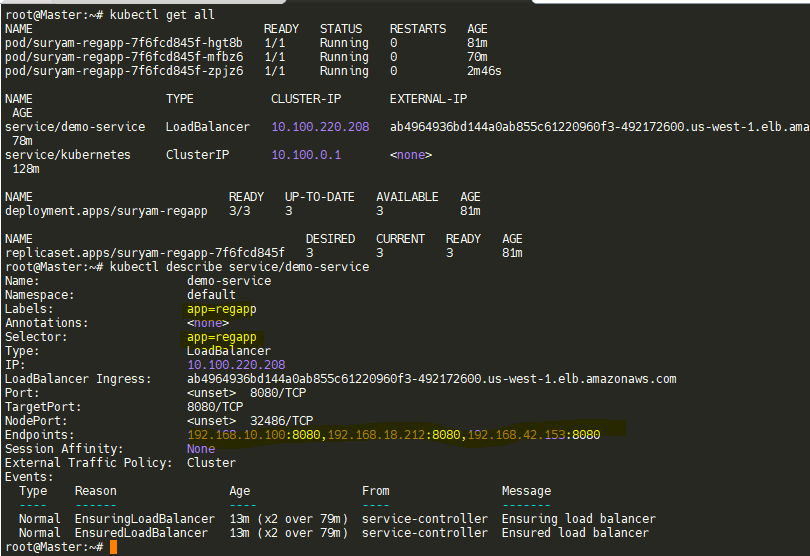 root@Master:~# kubectl get all
NAME READY STATUS RESTARTS AGE
pod/suryam-regapp-7f6fcd845f-hgt8b 1/1 Running 0 81m
pod/suryam-regapp-7f6fcd845f-mfbz6 1/1 Running 0 70m
pod/suryam-regapp-7f6fcd845f-zpjz6 1/1 Running 0 2m46s
NAME TYPE CLUSTER-IP EXTERNAL-IP
AGE
service/demo-service LoadBalancer 10.100.220.208 ab4964936bd144a0ab855c61220960f3-492172600.us-west-1.elb.ama
78m
service/kubernetes ClusterIP 10.100.0.1 <none>
128m
NAME READY UP-TO-DATE AVAILABLE AGE
deployment.apps/suryam-regapp 3/3 3 3 81m
NAME DESIRED CURRENT READY AGE
replicaset.apps/suryam-regapp-7f6fcd845f 3 3 3 81m
root@Master:~# kubectl describe service/demo-service
Name: demo-service
Namespace: default
Labels: app=regapp
Annotations: <none>
Selector: app=regapp
Type: LoadBalancer
IP: 10.100.220.208
LoadBalancer Ingress: ab4964936bd144a0ab855c61220960f3-492172600.us-west-1.elb.amazonaws.com
Port: <unset> 8080/TCP
TargetPort: 8080/TCP
NodePort: <unset> 32486/TCP
Endpoints: 192.168.10.100:8080,192.168.18.212:8080,192.168.42.153:8080
Session Affinity: None
External Traffic Policy: Cluster
Events:
Type Reason Age From Message
---- ------ ---- ---- -------
Normal EnsuringLoadBalancer 13m (x2 over 79m) service-controller Ensuring load balancer
Normal EnsuredLoadBalancer 13m (x2 over 79m) service-controller Ensured load balancer
root@Master:~#